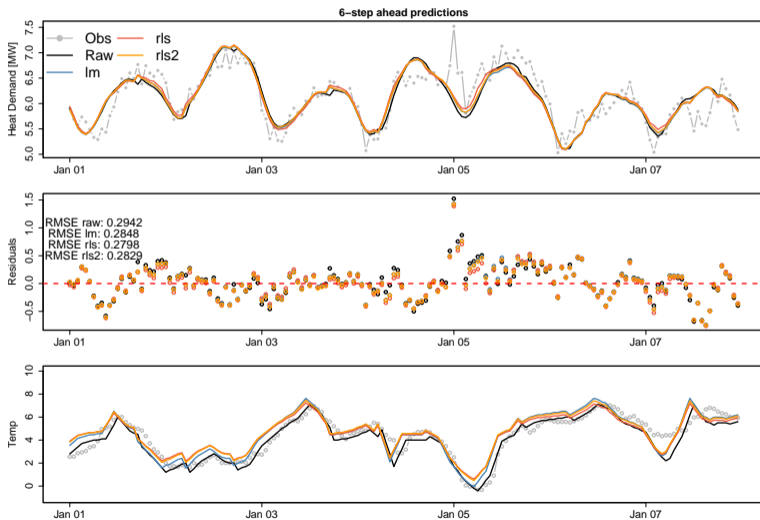 6−step ahead predictions
Heat Demand [MW]
7.5
7.0
6.5
6.0
5.5
5.0
Obs
Raw
lm
rls
rls2
Jan 01 Jan 03 Jan 05 Jan 07
Residuals
1.5
1.0
0.5
0.0
−0.5
RMSE raw: 0.2942
RMSE lm: 0.2848
RMSE rls: 0.2798
RMSE rls2: 0.2829
Jan 01 Jan 03 Jan 05 Jan 07
Temp
10
8
6
4
2
0
Jan 01 Jan 03 Jan 05 Jan 07